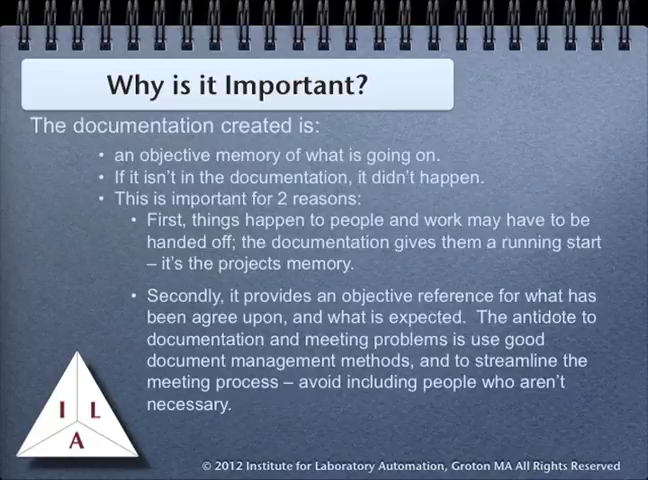 Why is it Important?
The documentation created is:
• an objective memory of what is going on.
• If it isn't in the documentation, it didn't happen.
• This is important for 2 reasons:
• First, things happen to people and work may have to be
handed off; the documentation gives them a running start
– it's the projects memory.
• Secondly, it provides an objective reference for what has
been agree upon, and what is expected.  The antidote to
documentation and meeting problems is use good
document management methods, and to streamline the
meeting process – avoid including people who aren't
necessary.
I L
A
© 2012 Institute for Laboratory Automation, Groton MA All Rights Reserved